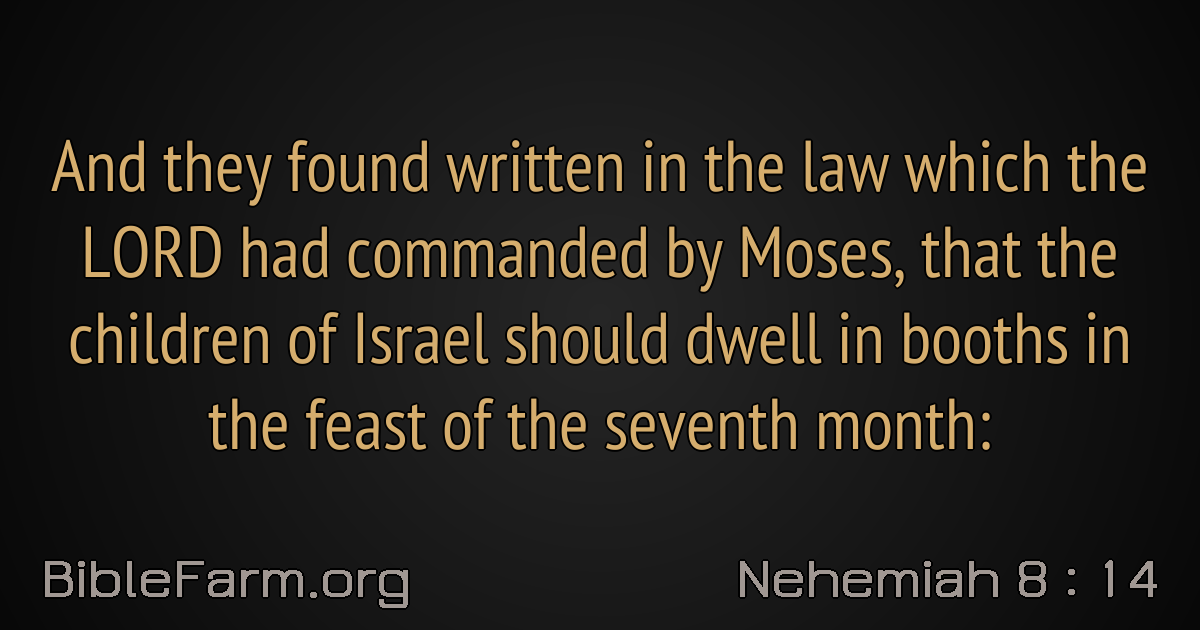 And they found written in the law which the
LORD had commanded by Moses, that the
children of Israel should dwell in booths in
the feast of the seventh month:
BibleFarm.org
Nehemiah 8 : 14